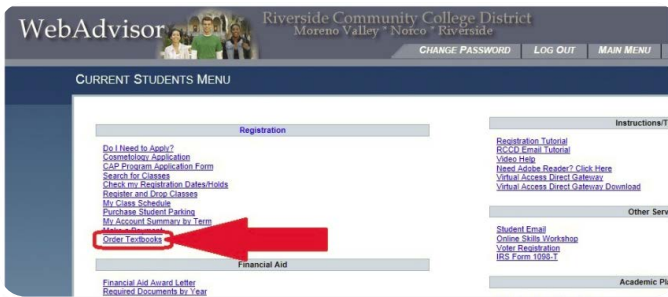 WebAdvisor
Riverside Community College District
Moreno Valley * Norco * Riverside
CHANGE PASSWORD LOG OUT MAIN MENU
CURRENT STUDENTS MENU
Registration
Do I Need to Apply?
Cosmetology Application
CAP Program Application Form
Search for Classes
Check my Registration Dates/Holds
Register and Drop Classes
My Class Schedule
Purchase Student Parking
My Account Summary by Term
Make a Payment
Order Textbooks
Financial Aid
Financial Aid Award Letter
Required Documents by Year
Instructions/T
Registration Tutorial
RCCD Email Tutorial
Video Help
Need Adobe Reader? Click Here
Virtual Access Direct Gateway
Virtual Access Direct Gateway Download
Other Serv
Student Email
Online Skills Workshop
Voter Registration
IRS Form 1098-T
Academic Pl